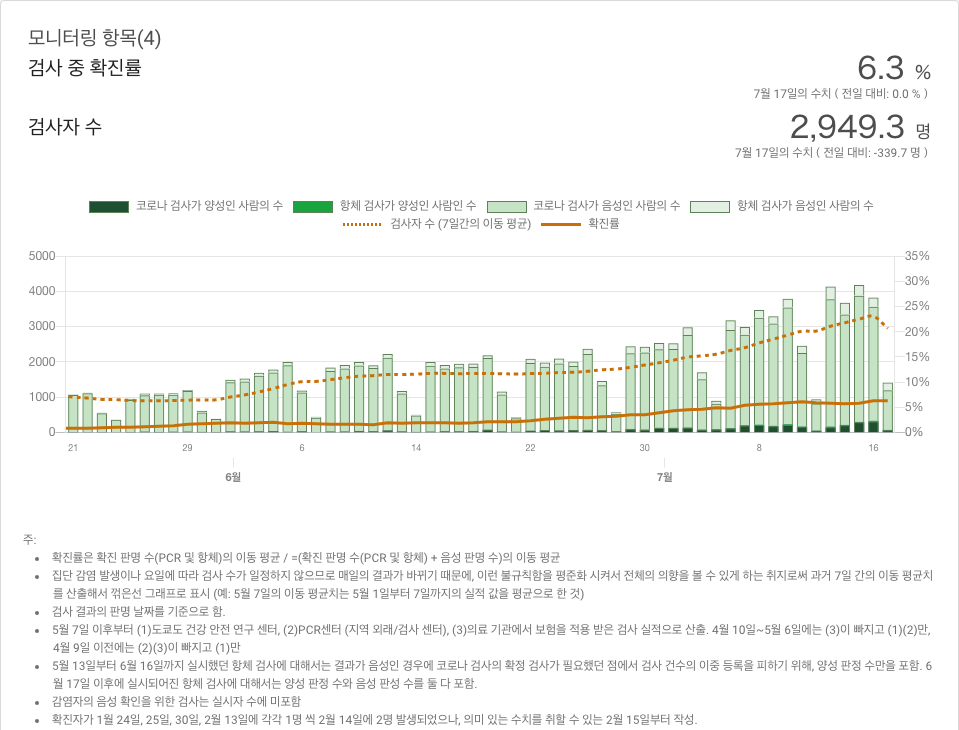 모니터링 항목(4)
검사 중 확진률
6.3 %
7월 17일의 수치 ( 전일 대비: 0.0 % )
검사자 수
2,949.3 명
7월 17일의 수치 ( 전일 대비: -339.7 명 )
코로나 검사가 양성인 사람의 수 항체 검사가 양성인 사람인 수 코로나 검사가 음성인 사람의 수 항체 검사가 음성인 사람의 수
검사자 수 (7일간의 이동 평균) 확진률
5000 35%
30%
4000
25%
3000
20%
2000 15%
10%
1000
5%
0 0%
21 29 6 14 22 30 8 16
6월 7월
주:
확진률은 확진 판명 수(PCR 및 항체)의 이동 평균 / =(확진 판명 수(PCR 및 항체) + 음성 판명 수)의 이동 평균
집단 감염 발생이나 요일에 따라 검사 수가 일정하지 않으므로 매일의 결과가 바뀌기 때문에, 이런 불규칙함을 평준화 시켜서 전체의 의향을 볼 수 있게 하는 취지로써 과거 7일 간의 이동 평균치
를 산출해서 꺾은선 그래프로 표시 (예: 5월 7일의 이동 평균치는 5월 1일부터 7일까지의 실적 값을 평균으로 한 것)
검사 결과의 판명 날짜를 기준으로 함.
5월 7일 이후부터 (1)도쿄도 건강 안전 연구 센터, (2)PCR센터 (지역 외래/검사 센터), (3)의료 기관에서 보험을 적용 받은 검사 실적으로 산출. 4월 10일~5월 6일에는 (3)이 빠지고 (1)(2)만,
4월 9일 이전에는 (2)(3)이 빠지고 (1)만
5월 13일부터 6월 16일까지 실시했던 항체 검사에 대해서는 결과가 음성인 경우에 코로나 검사의 확정 검사가 필요했던 점에서 검사 건수의 이중 등록을 피하기 위해, 양성 판정 수만을 포함. 6
월 17일 이후에 실시되어진 항체 검사에 대해서는 양성 판정 수와 음성 판성 수를 둘 다 포함.
감염자의 음성 확인을 위한 검사는 실시자 수에 미포함
확진자가 1월 24일, 25일, 30일, 2월 13일에 각각 1명 씩 2월 14일에 2명 발생되었으나, 의미 있는 수치를 취할 수 있는 2월 15일부터 작성.